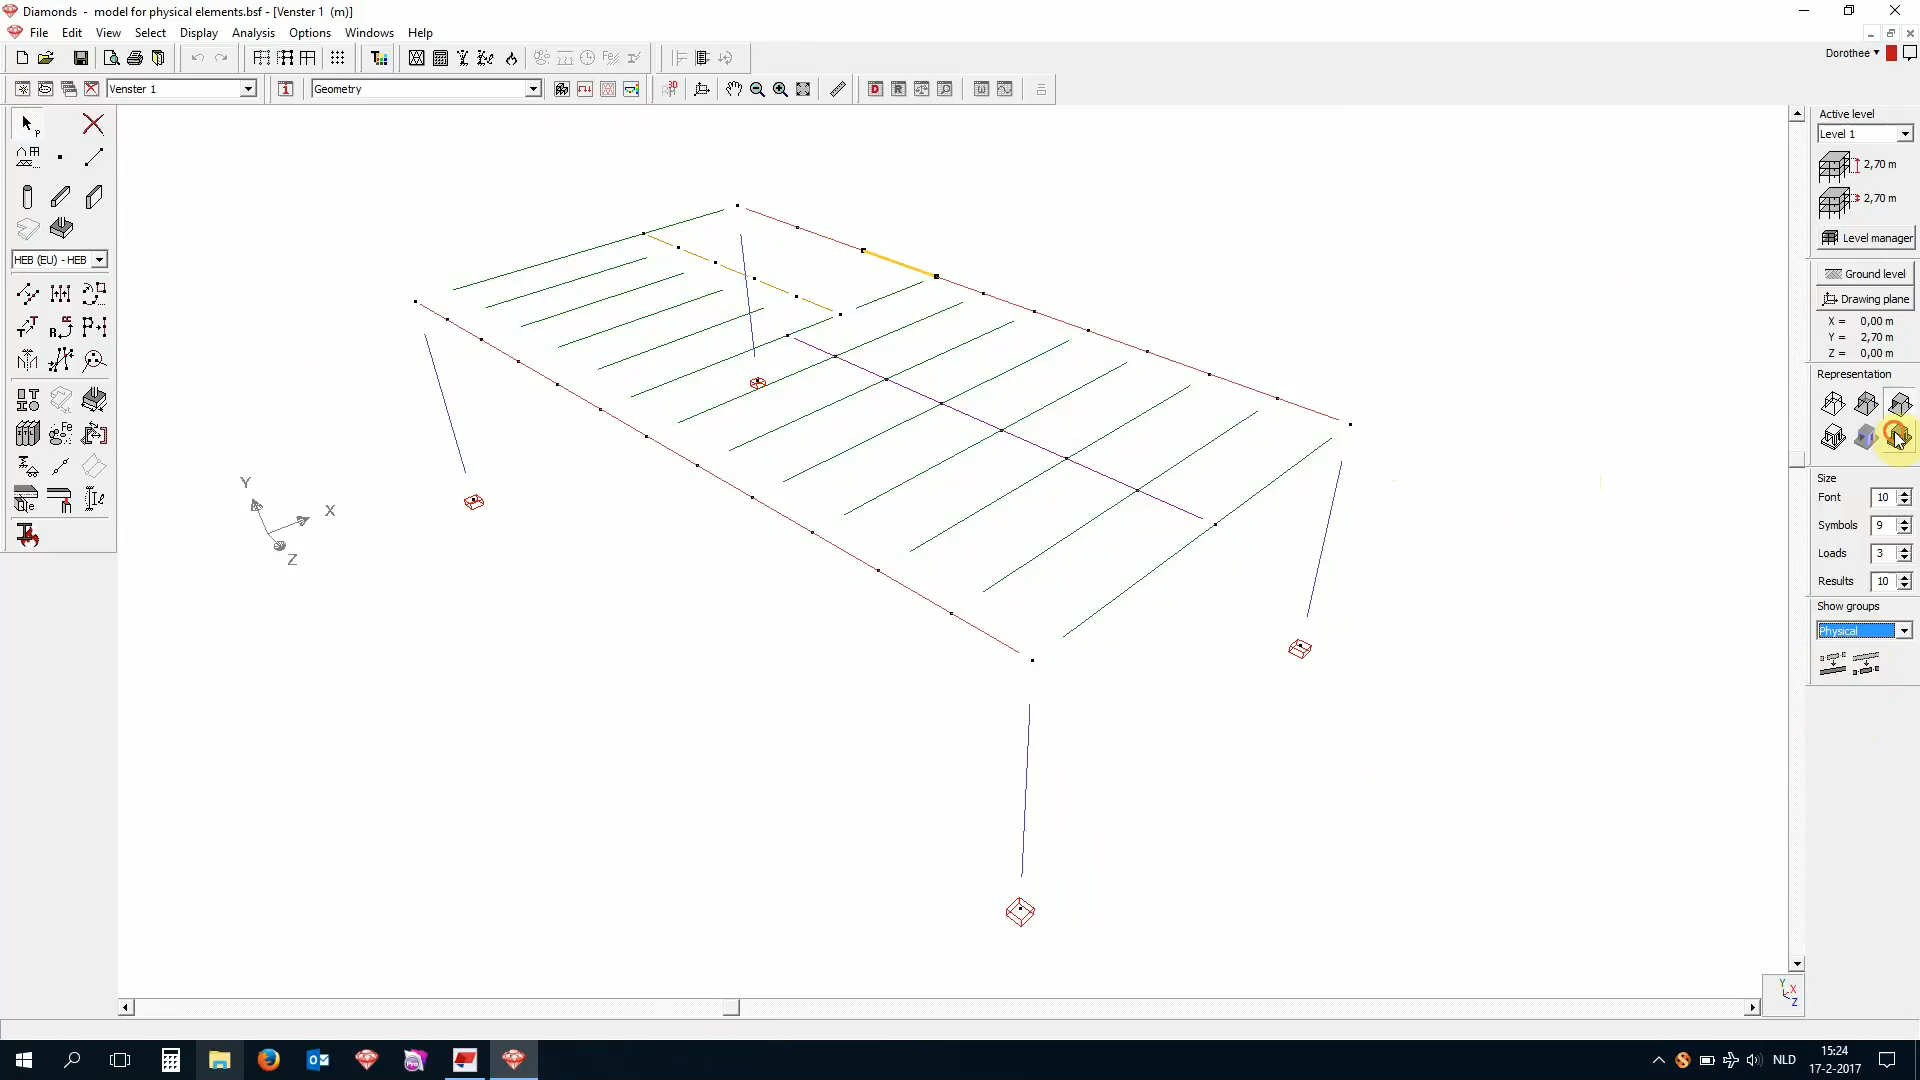 Diamonds - model for physical elements.bsf - [Venster 1 (m)]
File Edit View Select Display Analysis Options Windows Help
Dorothee
Venster 1
1
Geometry
3D
D
R
P
Active level
Level 1
2,70 m
2,70 m
Level manager
Ground level
Drawing plane
X = 0,00 m
Y = 2,70 m
Z = 0,00 m
Representation
HEB (EU) - HEB
Size
Font 10
Symbols 9
Loads 3
Results 10
Show groups
Physical
Y
X
Z
Y
X
Z
NLD
15:24
17-2-2017